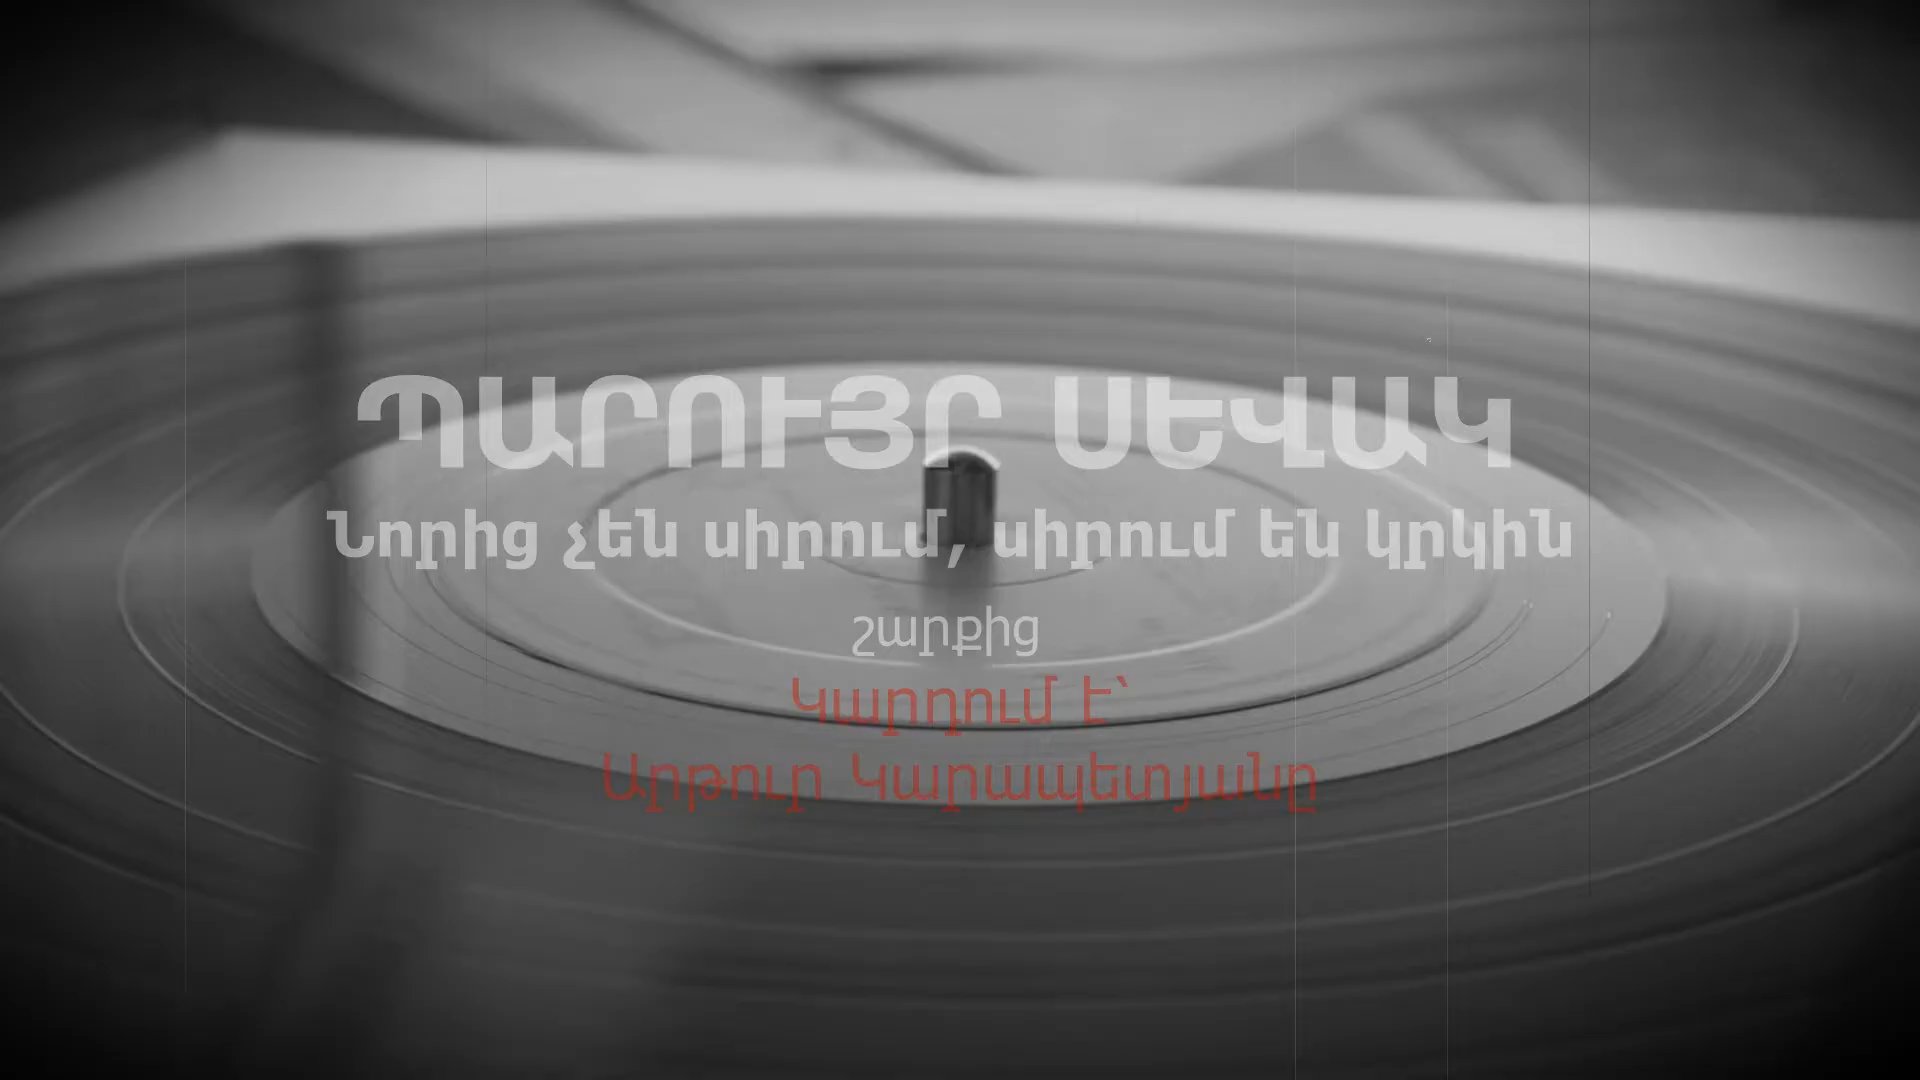 ՊԱՐՈՒՅՐ ՍԵՎԱԿ
Նորից չեն սիրում, սիրում են կրկին
շարքից
Կարդում է՝
Արթուր Կարապետյանը